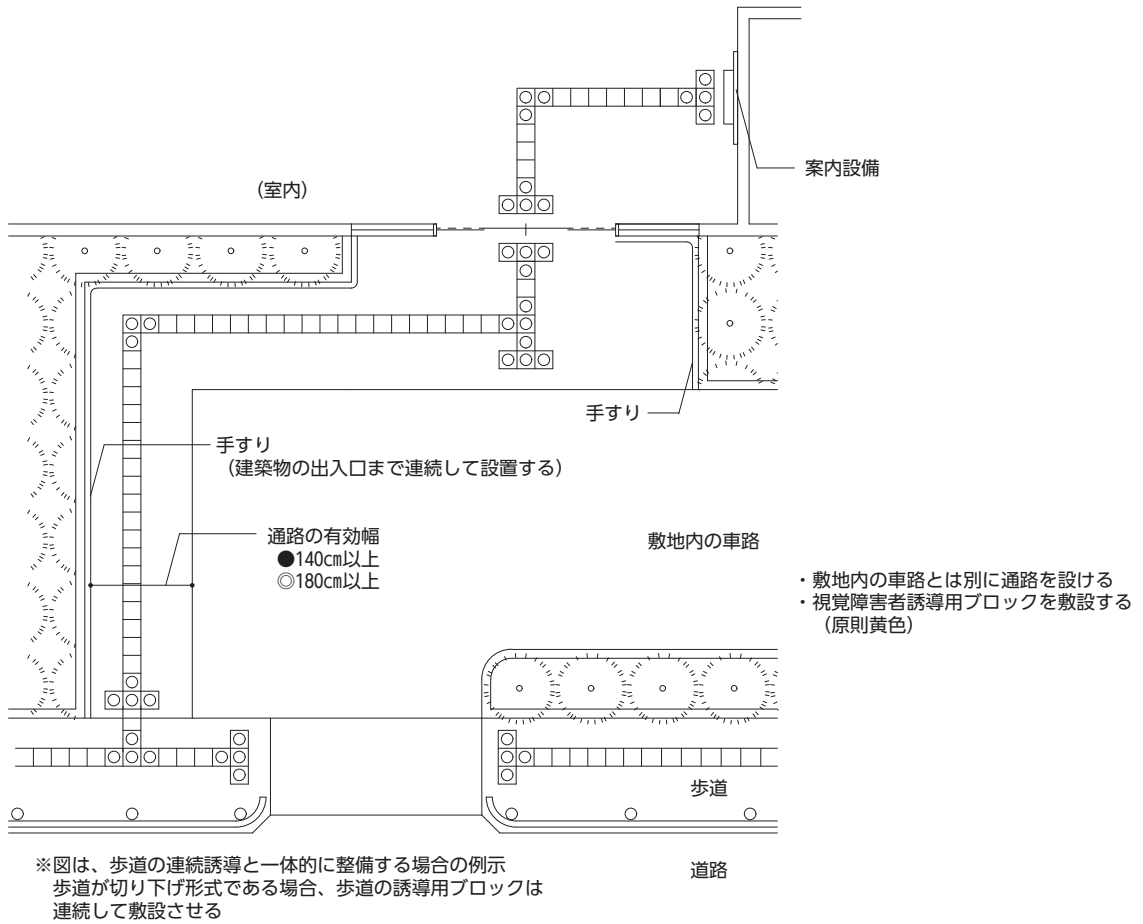 案内設備
（室内）
手すり
手すり
（建築物の出入口まで連続して設置する）
通路の有効幅
●140㎝以上
◎180㎝以上
敷地内の車路
・敷地内の車路とは別に通路を設ける
・視覚障害者誘導用ブロックを敷設する
（原則黄色）
歩道
道路
※図は、歩道の連続誘導と一体的に整備する場合の例示
歩道が切り下げ形式である場合、歩道の誘導用ブロックは
連続して敷設させる